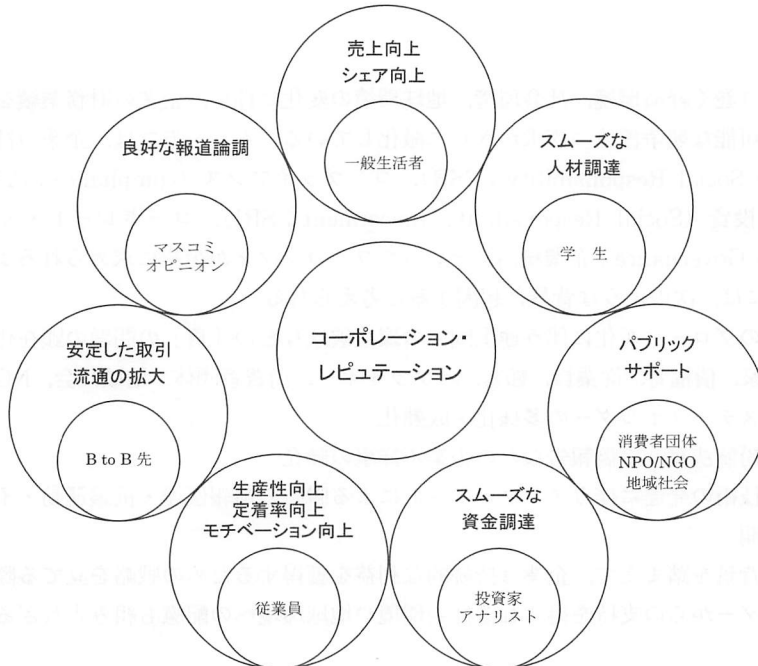 売上向上
シェア向上
一般生活者
スムーズな
人材調達
学 生
パブリック
サポート
消費者団体
NPO/NGO
地域社会
スムーズな
資金調達
投資家
アナリスト
生産性向上
定着率向上
モチベーション向上
従業員
安定した取引
流通の拡大
B to B 先
良好な報道論調
マスコミ
オピニオン
コーポレーション
レピュテーション